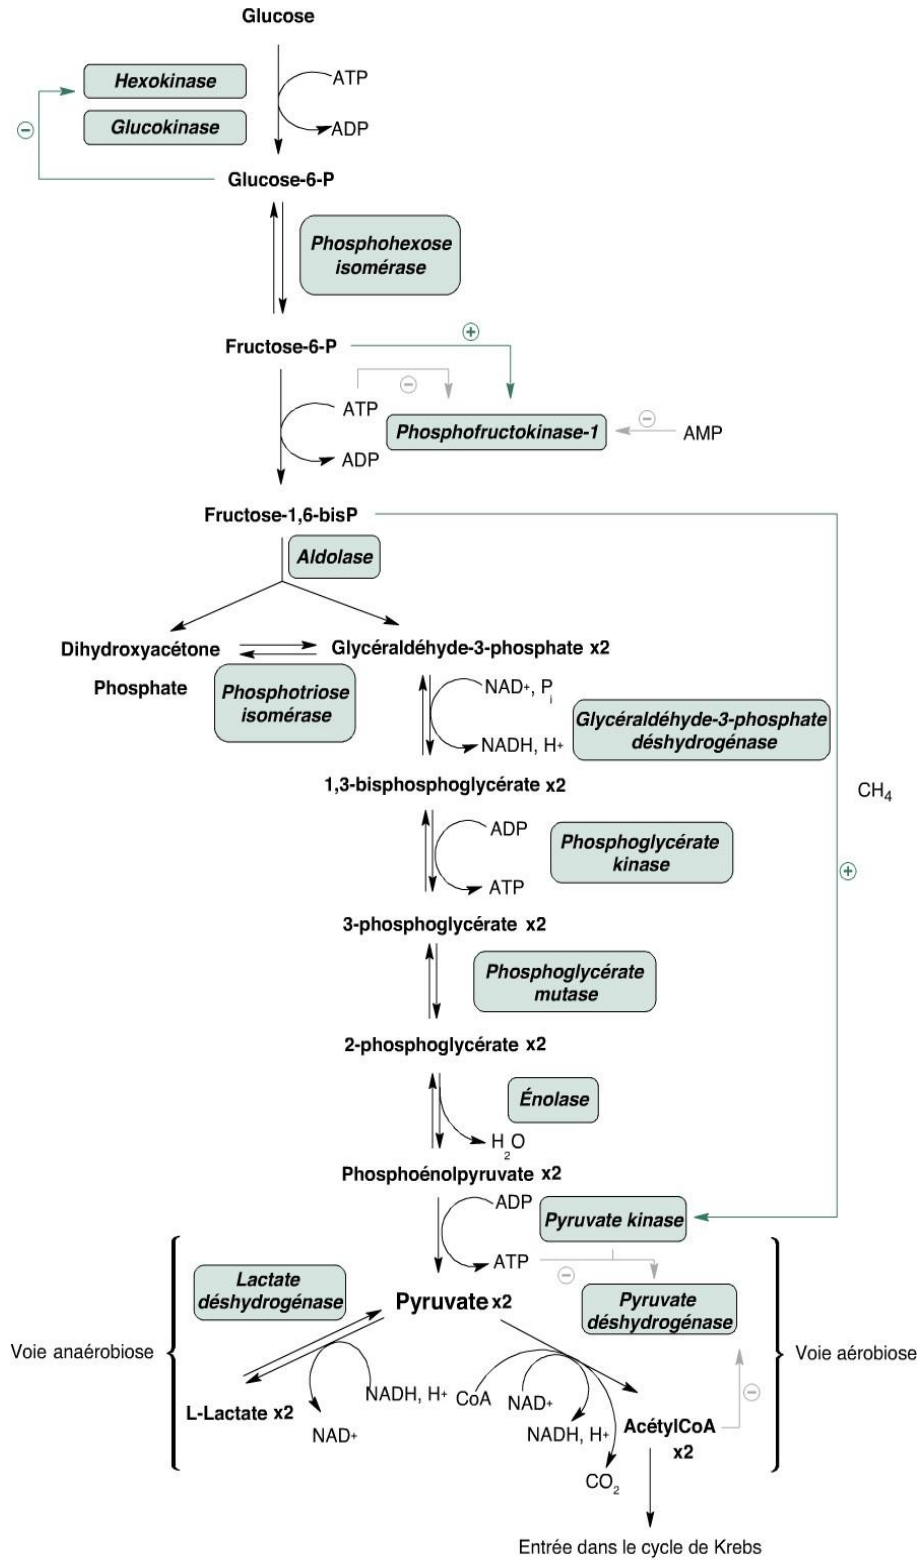 Glucose
Hexokinase
ATP
Glucokinase
ADP
Glucose-6-P
Phosphohexose
isomérase
Fructose-6-P
ATP
Phosphofructokinase-1
AMP
ADP
Fructose-1,6-bisP
Aldolase
Dihydroxyacétone
Phosphate
Glycéraldéhyde-3-phosphate x2
Phosphotriose
isomérase
NAD+, Pi
NADH, H+
Glycéraldéhyde-3-phosphate
déshydrogénase
1,3-bisphosphoglycérate x2
CH4
ADP
ATP
Phosphoglycérate
kinase
3-phosphoglycérate x2
Phosphoglycérate
mutase
2-phosphoglycérate x2
Énolase
H2O
Phosphoénolpyruvate x2
ADP
Pyruvate kinase
ATP
Lactate
déshydrogénase
Pyruvate x2
Pyruvate
déshydrogénase
Voie anaérobiose
Voie aérobiose
NADH, H+
CoA
NAD+
L-Lactate x2
NAD+
NADH, H+
AcétylCoA
x2
CO2
Entrée dans le cycle de Krebs